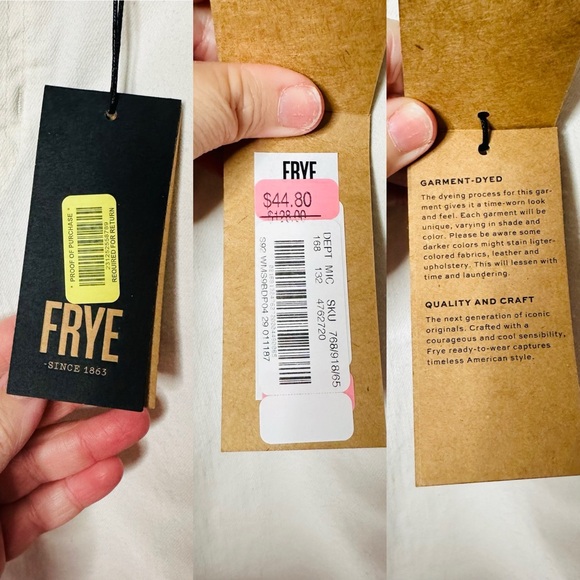 * PROOF OF PURCHASE
REQUIRED FOR RETURN
FRYE
·SINCE 1863
FRYE
$44.80
$128.00
DEPT MIC SKU 768/918/65
168 132 4762720
GARMENT-DYED
The dyeing process for this gar-
ment gives it a time-worn look
and feel. Each garment will be
unique, varying in shade and
color. Please be aware some
darker colors might stain ligter-
colored fabrics, leather and
upholstery. This will lessen with
time and laundering.
QUALITY AND CRAFT
The next generation of iconic
originals. Crafted with a
courageous and cool sensibility,
Frye ready-to-wear captures
timeless American style.